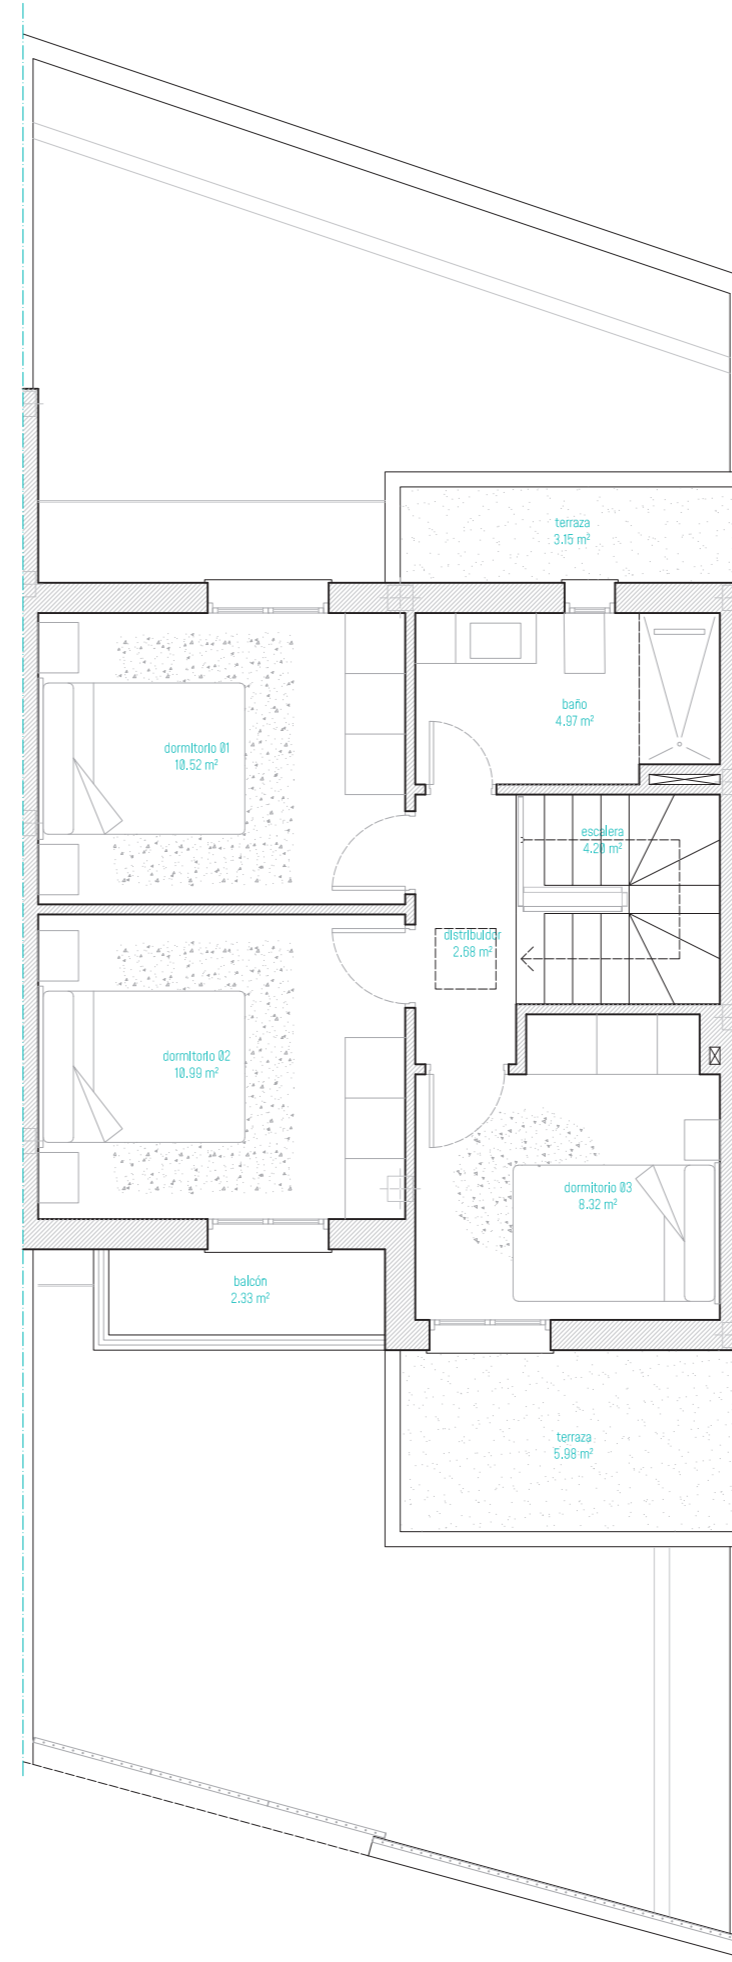 terraza
3.15 m²
baño
4.97 m²
dormitorio 01
10.52 m²
escalera
4.20 m²
distribuidor
2.68 m²
dormitorio 02
10.99 m²
dormitorio 03
8.32 m²
balcón
2.33 m²
terraza
5.98 m²